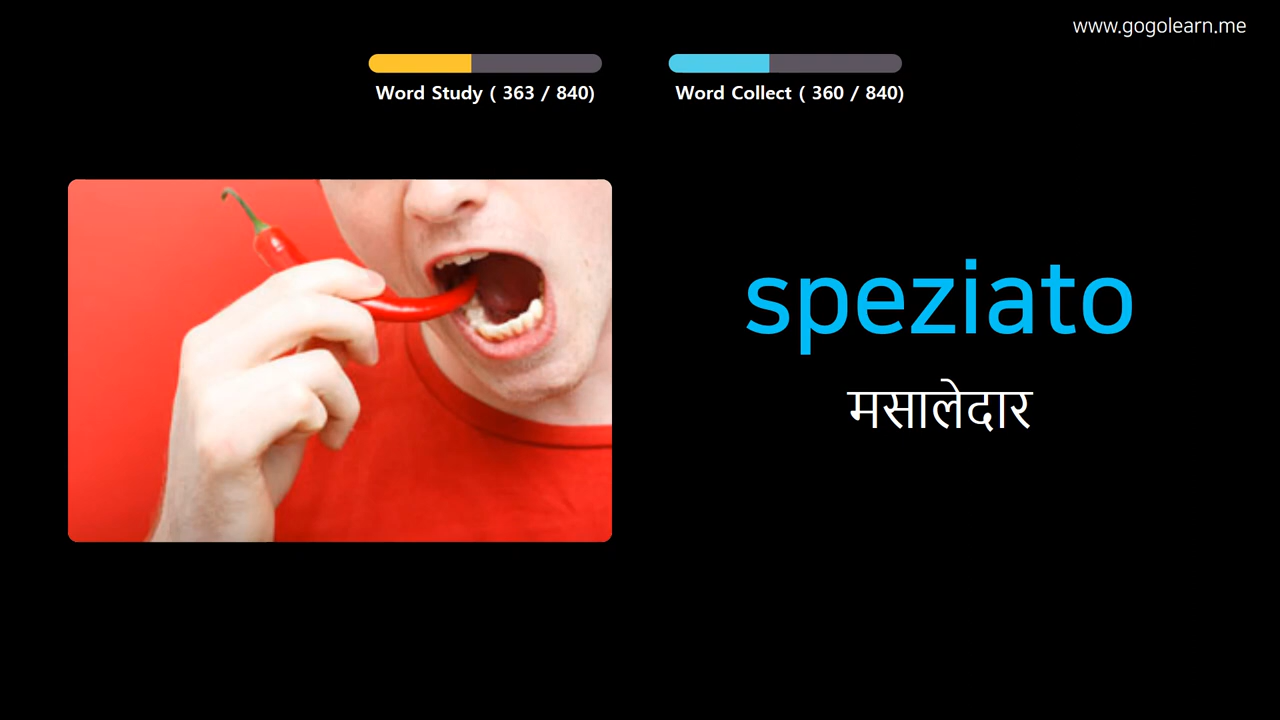 www.gogolearn.me
Word Study ( 363 / 840)
Word Collect ( 360 / 840)
speziato
मसालेदार